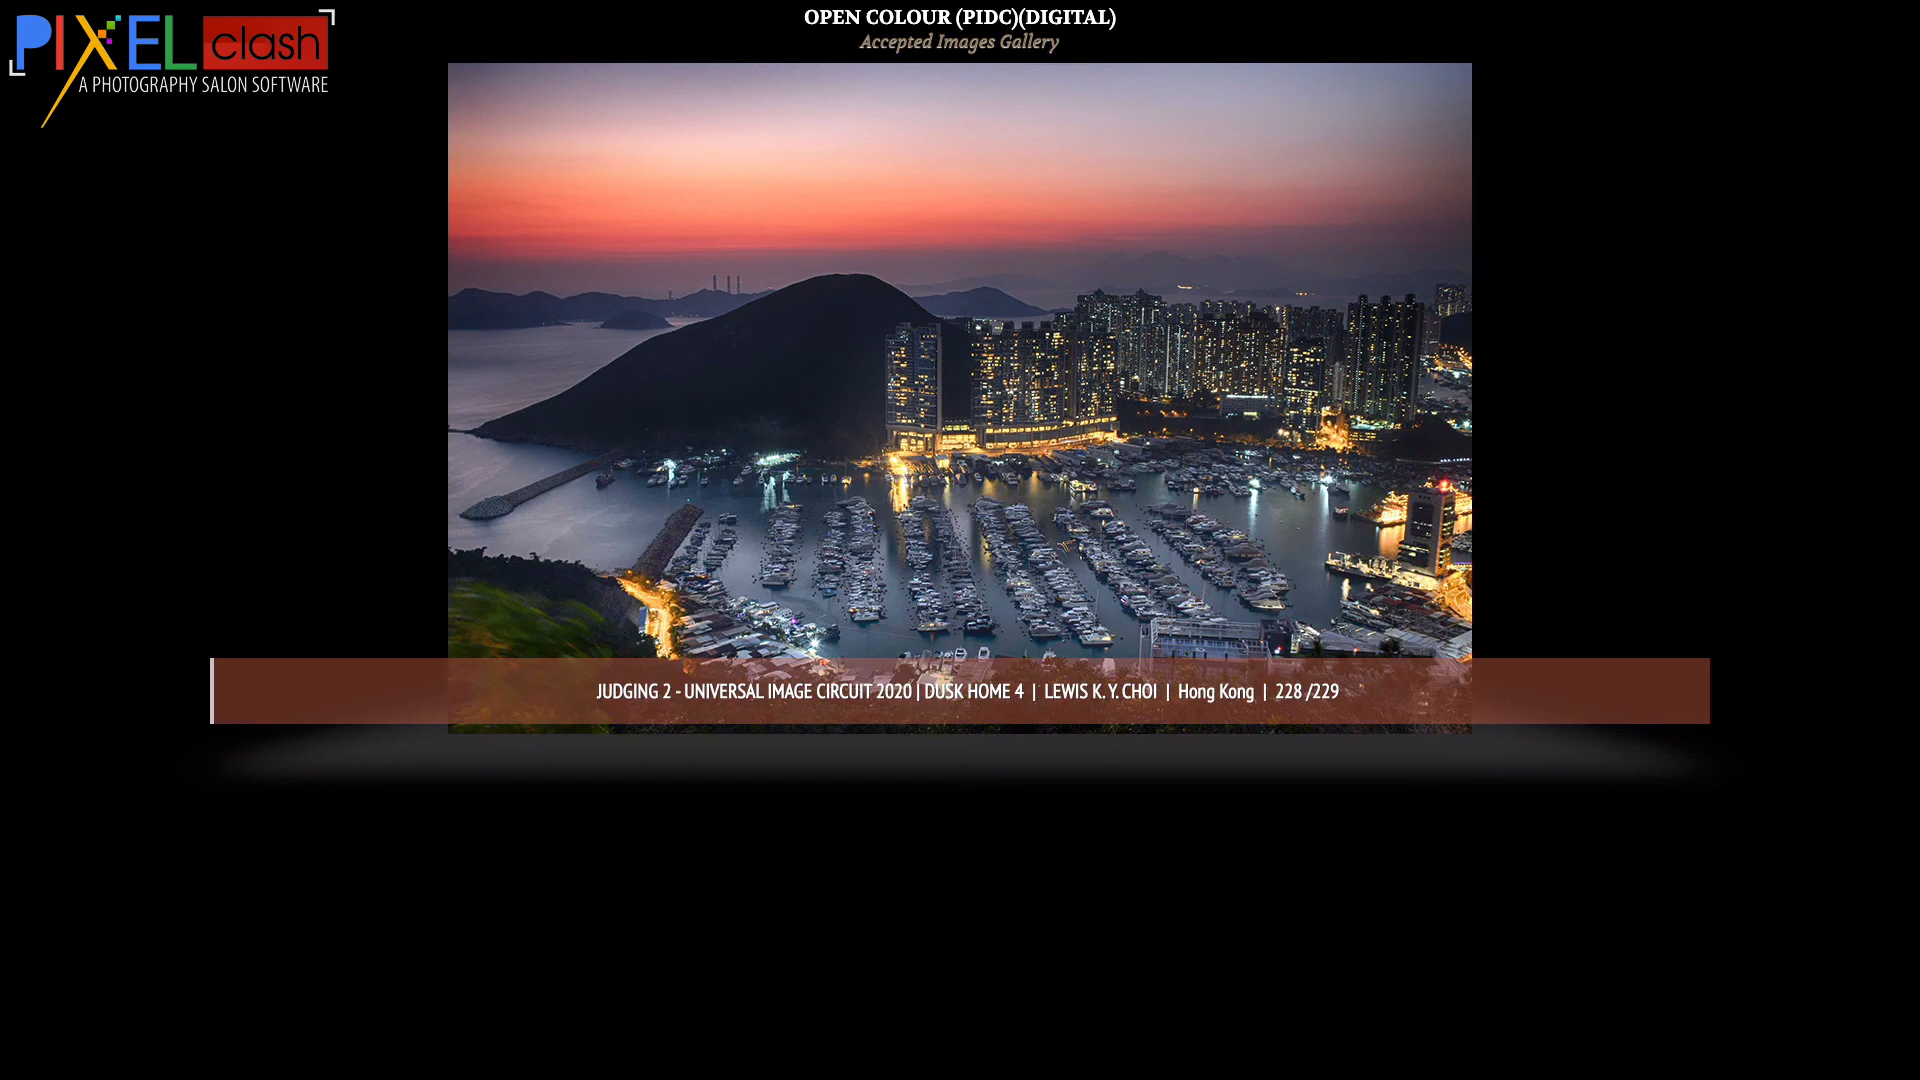 PIXEL clash
A PHOTOGRAPHY SALON SOFTWARE
OPEN COLOUR (PIDC)(DIGITAL)
Accepted Images Gallery
JUDGING 2 - UNIVERSAL IMAGE CIRCUIT 2020 | DUSK HOME 4 | LEWIS K. Y. CHOI | Hong Kong | 228 /229